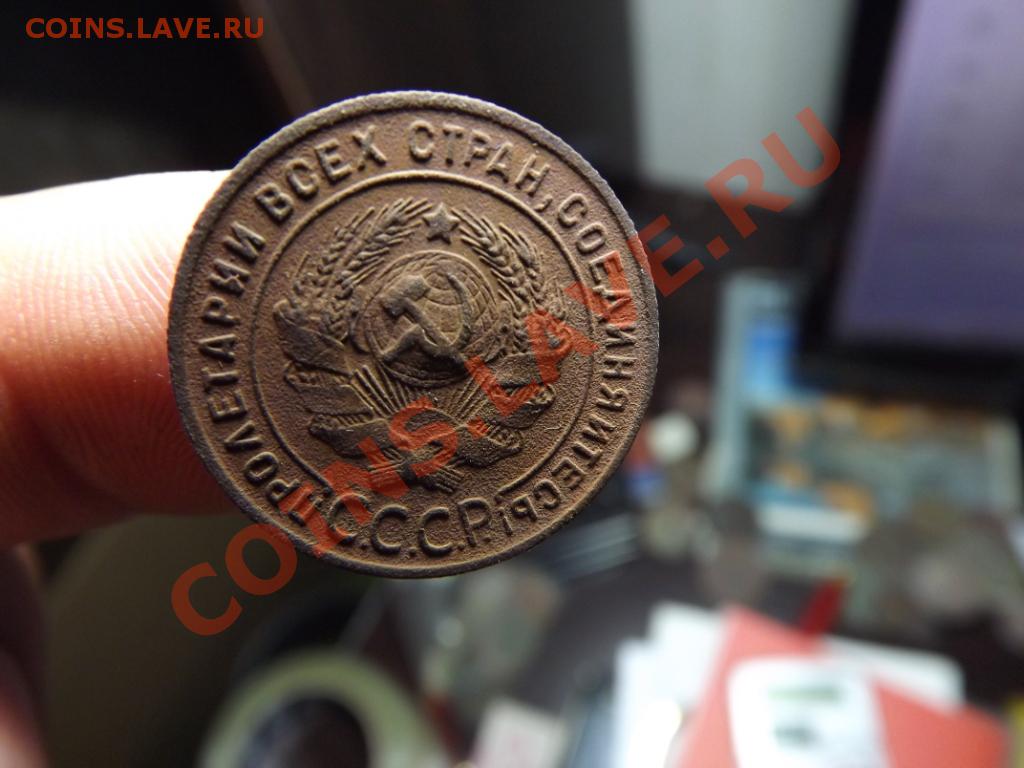 COINS.LAVE.RU
ПРОЛЕТАРИИ ВСЕХ СТРАН, СОЕДИНЯЙТЕСЬ!
С.С.С.Р.
COINS.LAVE.RU